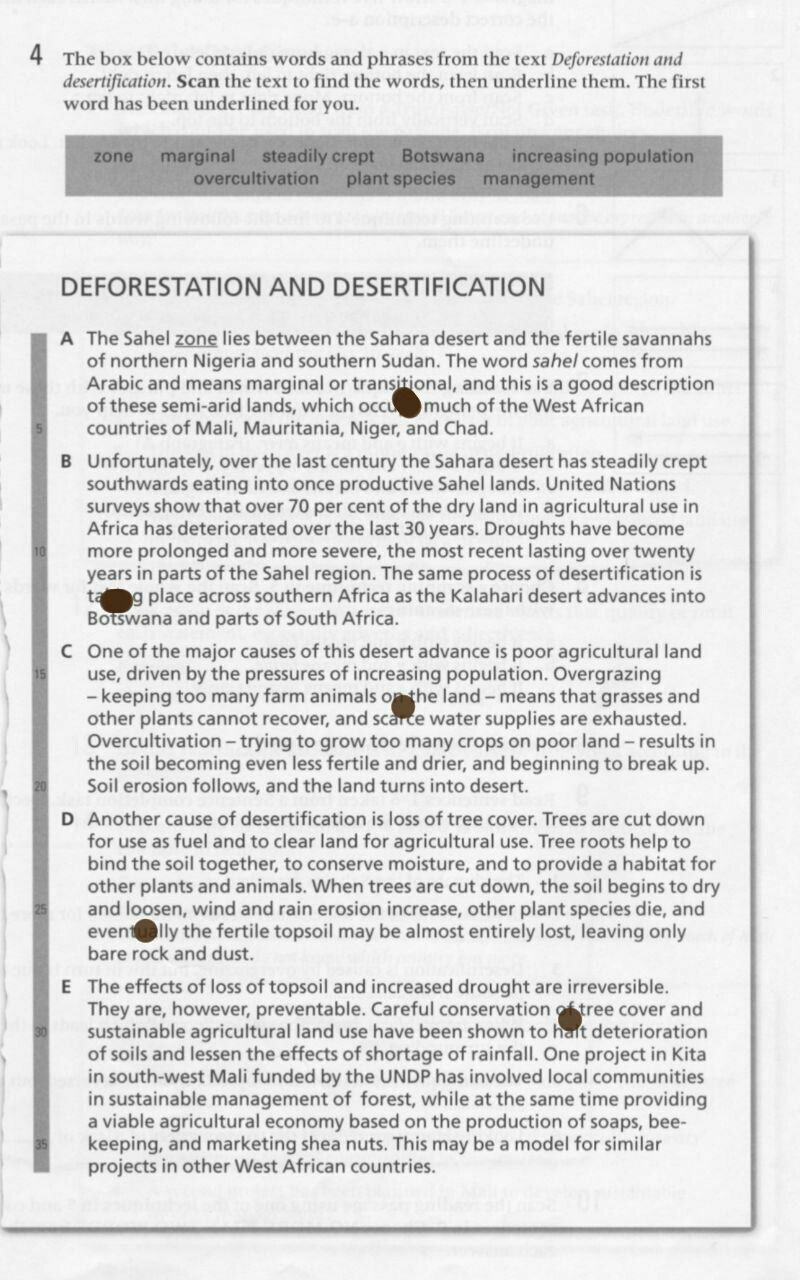 4 The box below contains words and phrases from the text Deforestation and
desertification. Scan the text to find the words, then underline them. The first
word has been underlined for you.
zone marginal steadily crept Botswana increasing population
overcultivation plant species management
DEFORESTATION AND DESERTIFICATION
A The Sahel zone lies between the Sahara desert and the fertile savannahs
of northern Nigeria and southern Sudan. The word sahel comes from
Arabic and means marginal or transitional, and this is a good description
of these semi-arid lands, which much of the West African
5 countries of Mali, Mauritania, Niger, and Chad.
B Unfortunately, over the last century the Sahara desert has steadily crept
southwards eating into once productive Sahel lands. United Nations
surveys show that over 70 per cent of the dry land in agricultural use in
Africa has deteriorated over the last 30 years. Droughts have become
10 more prolonged and more severe, the most recent lasting over twenty
years in parts of the Sahel region. The same process of desertification is
place across southern Africa as the Kalahari desert advances into
Botswana and parts of South Africa.
C One of the major causes of this desert advance is poor agricultural land
15 use, driven by the pressures of increasing population. Overgrazing
– keeping too many farm animals on the land – means that grasses and
other plants cannot recover, and scarce water supplies are exhausted.
Overcultivation – trying to grow too many crops on poor land – results in
the soil becoming even less fertile and drier, and beginning to break up.
20 Soil erosion follows, and the land turns into desert.
D Another cause of desertification is loss of tree cover. Trees are cut down
for use as fuel and to clear land for agricultural use. Tree roots help to
bind the soil together, to conserve moisture, and to provide a habitat for
other plants and animals. When trees are cut down, the soil begins to dry
25 and loosen, wind and rain erosion increase, other plant species die, and
eventually the fertile topsoil may be almost entirely lost, leaving only
bare rock and dust.
E The effects of loss of topsoil and increased drought are irreversible.
They are, however, preventable. Careful conservation of tree cover and
30 sustainable agricultural land use have been shown to halt deterioration
of soils and lessen the effects of shortage of rainfall. One project in Kita
in south-west Mali funded by the UNDP has involved local communities
in sustainable management of forest, while at the same time providing
a viable agricultural economy based on the production of soaps, bee-
35 keeping, and marketing shea nuts. This may be a model for similar
projects in other West African countries.